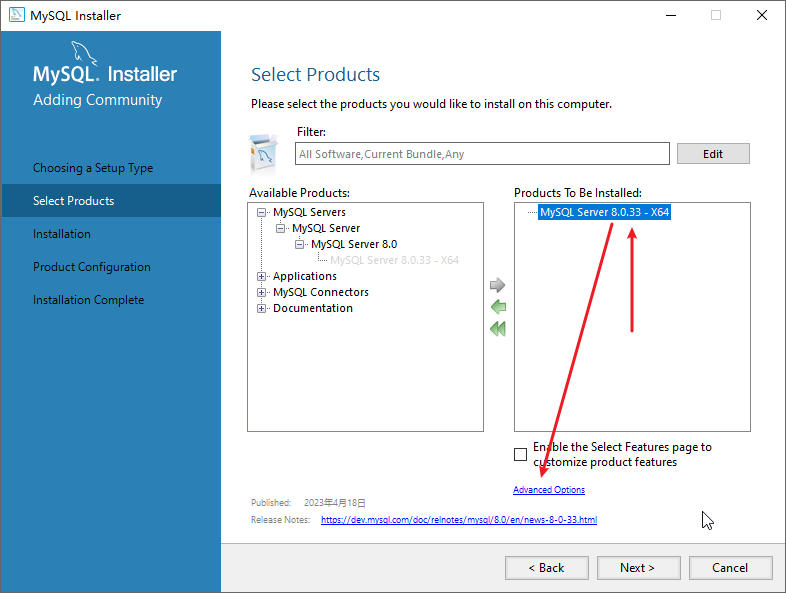 MySQL Installer
MySQL. Installer
Adding Community
Choosing a Setup Type
Select Products
Installation
Product Configuration
Installation Complete
Select Products
Please select the products you would like to install on this computer.
Filter:
All Software,Current Bundle,Any
Edit
Available Products:
MySQL Servers
MySQL Server
MySQL Server 8.0
MySQL Server 8.0.33 - X64
Applications
MySQL Connectors
Documentation
Products To Be Installed:
MySQL Server 8.0.33 - X64
Enable the Select Features page to
customize product features
Advanced Options
Published: 2023年4月18日
Release Notes: https://dev.mysql.com/doc/relnotes/mysql/8.0/en/news-8-0-33.html
< Back
Next >
Cancel